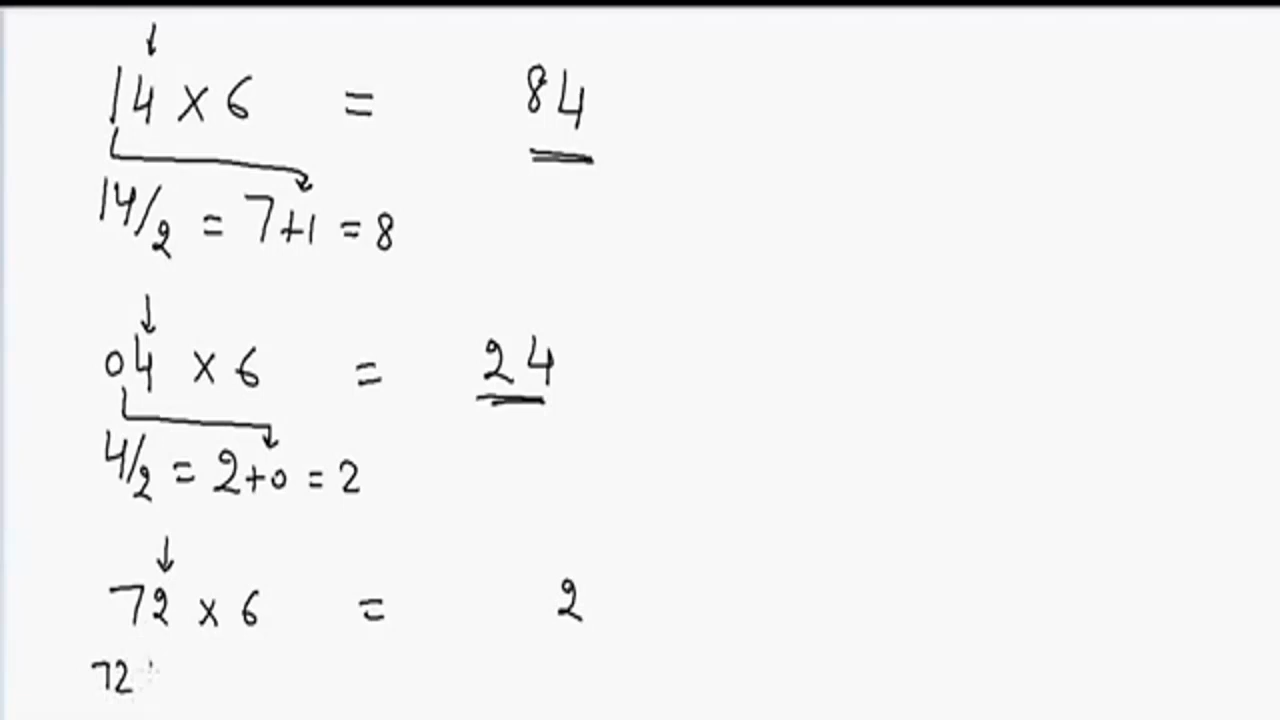 14 × 6 = 84
14/2 = 7+1 = 8
04 × 6 = 24
4/2 = 2+0 = 2
72 × 6 = 2
72